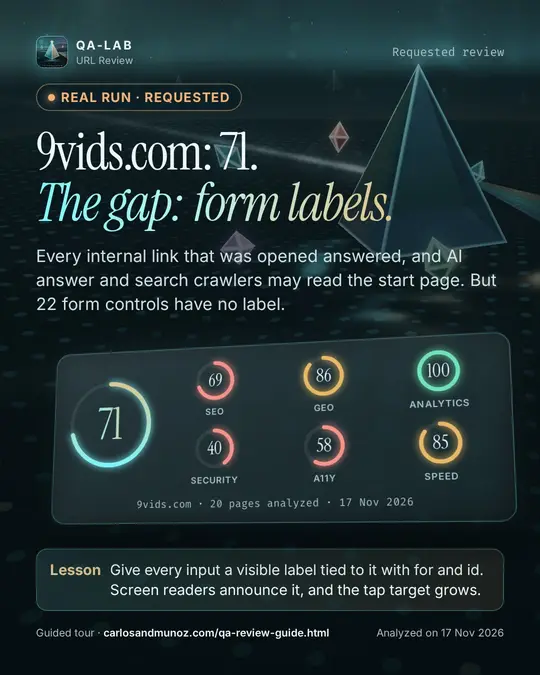 QA-LAB
URL Review
Requested review
REAL RUN · REQUESTED
9vids.com: 71.
The gap: form labels.
Every internal link that was opened answered, and AI
answer and search crawlers may read the start page. But
22 form controls have no label.
71
69
SEO
86
GEO
100
ANALYTICS
40
SECURITY
58
A11Y
85
SPEED
9vids.com · 20 pages analyzed · 17 Nov 2026
Lesson Give every input a visible label tied to it with for and id.
Screen readers announce it, and the tap target grows.
Guided tour · carlosandmunoz.com/qa-review-guide.html
Analyzed on 17 Nov 2026